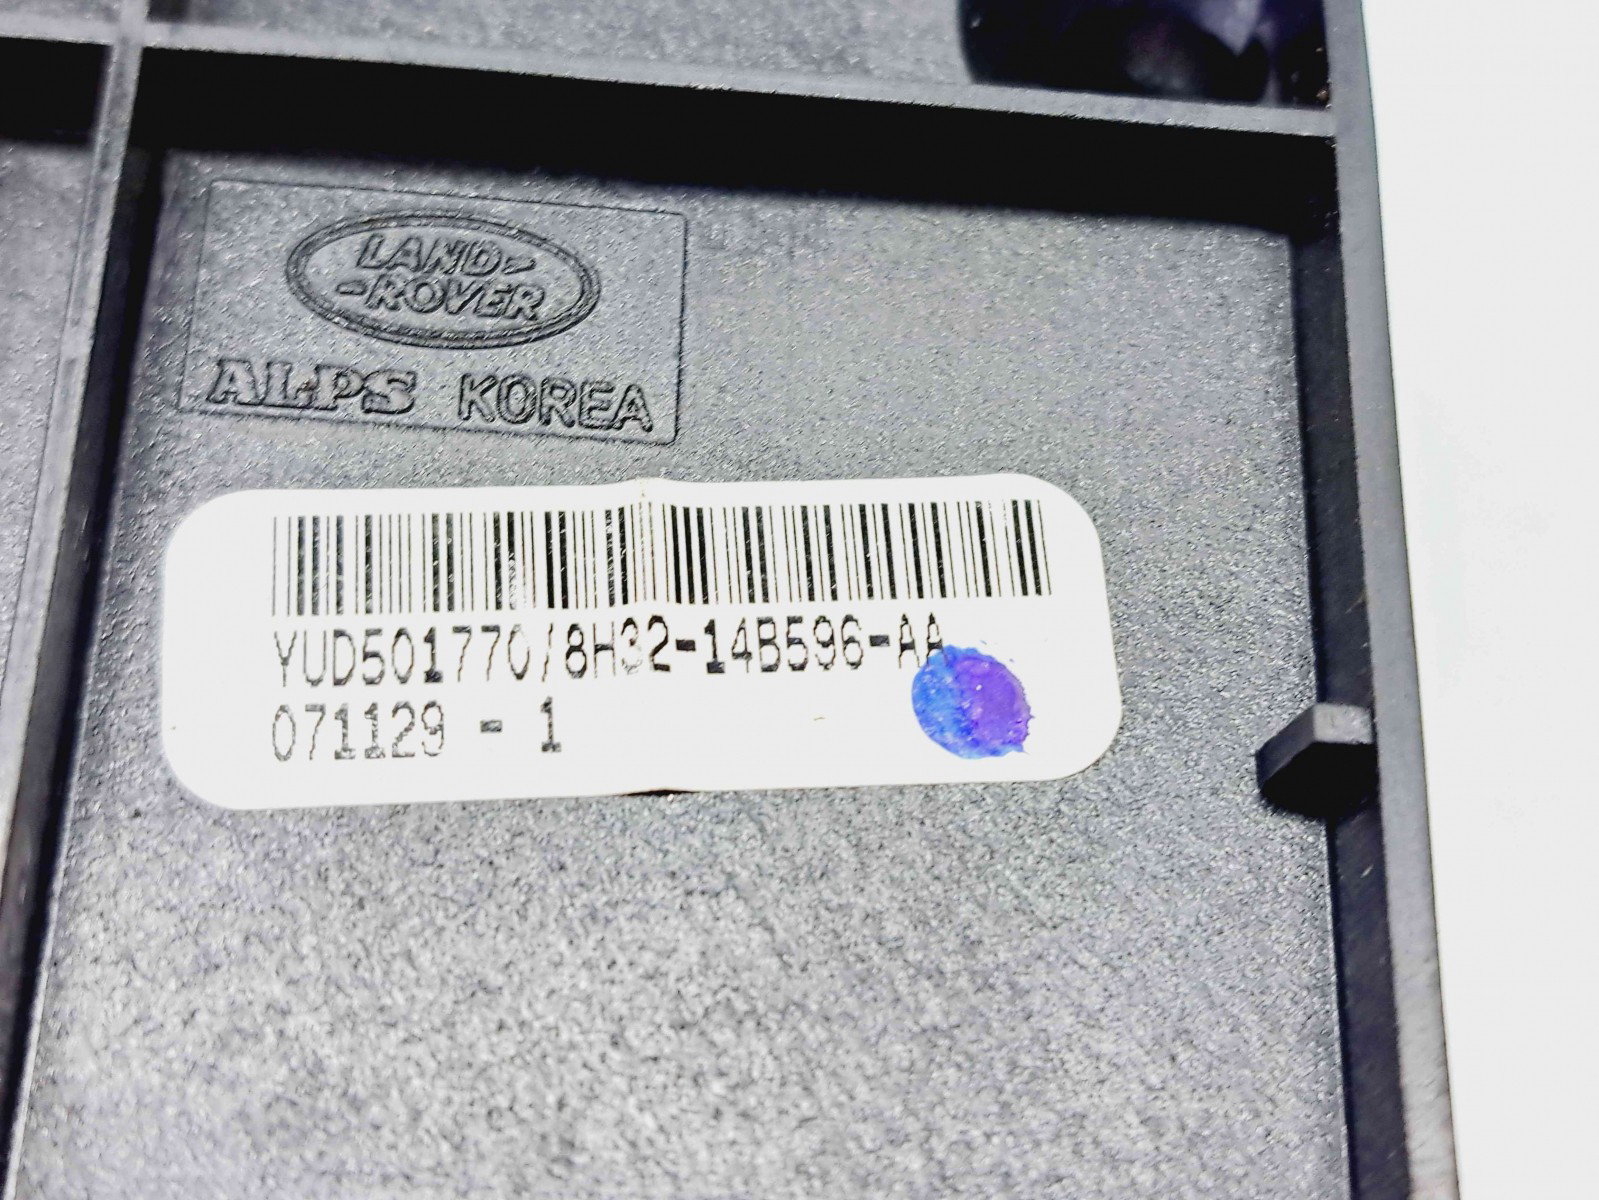 LAND-
-ROVER
ALPS KOREA
YUD501770/8H32-14B596-AA
071129 - 1